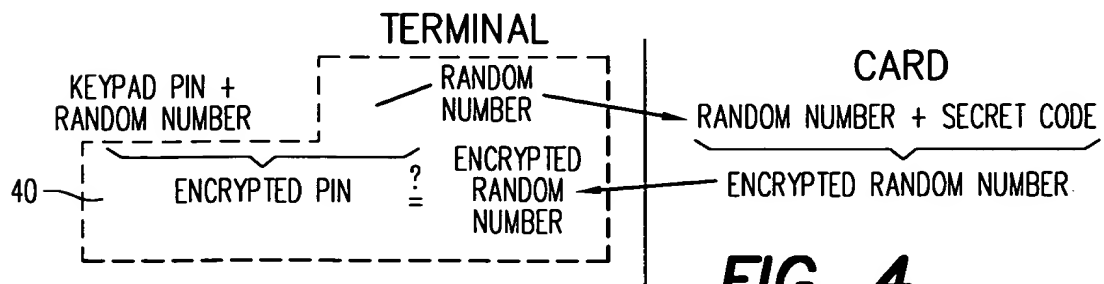 TERMINAL
KEYPAD PIN +
RANDOM NUMBER
RANDOM
NUMBER
CARD
RANDOM NUMBER + SECRET CODE
40
ENCRYPTED PIN
?
=
ENCRYPTED
RANDOM
NUMBER
ENCRYPTED RANDOM NUMBER
FIG. 4